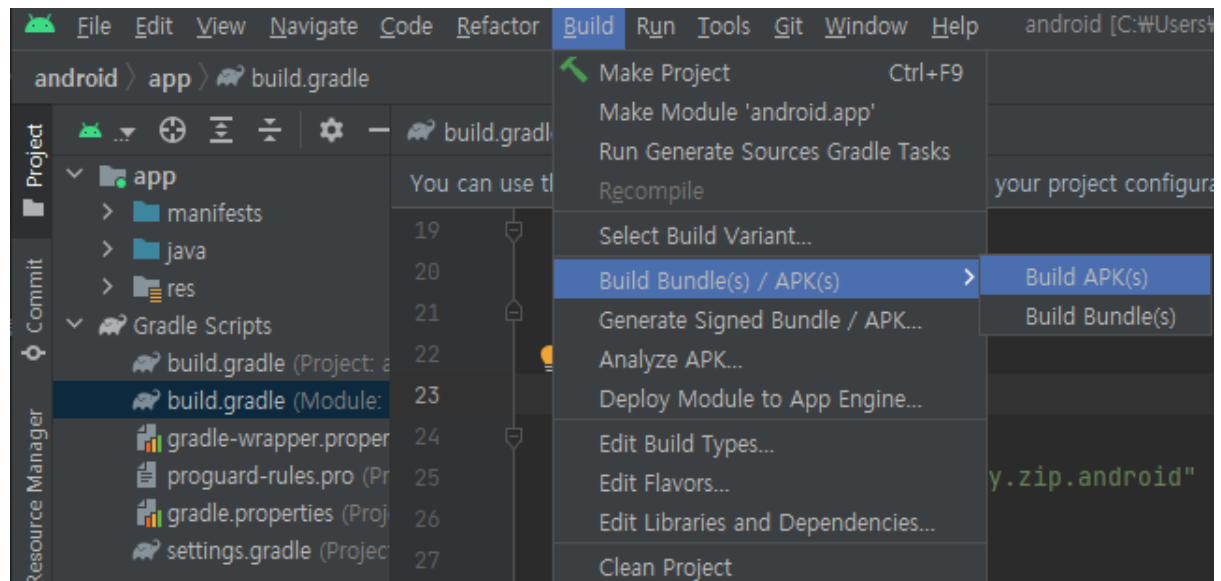 File Edit View Navigate Code Refactor Build Run Tools Git Window Help android [C:₩Users₩
android app build.gradle
Make Project Ctrl+F9
Make Module 'android.app'
Run Generate Sources Gradle Tasks
Recompile
Select Build Variant...
Build Bundle(s) / APK(s)
Generate Signed Bundle / APK...
Analyze APK...
Deploy Module to App Engine...
Edit Build Types...
Edit Flavors...
Edit Libraries and Dependencies...
Clean Project
Build APK(s)
Build Bundle(s)
Project
Commit
Resource Manager
app
manifests
java
res
Gradle Scripts
build.gradle (Project: a
build.gradle (Module:
gradle-wrapper.proper
proguard-rules.pro (Pr
gradle.properties (Proj
settings.gradle (Projec
build.gradl
You can use t
your project configura
19
20
21
22
23
24
25
y.zip.android"
26
27